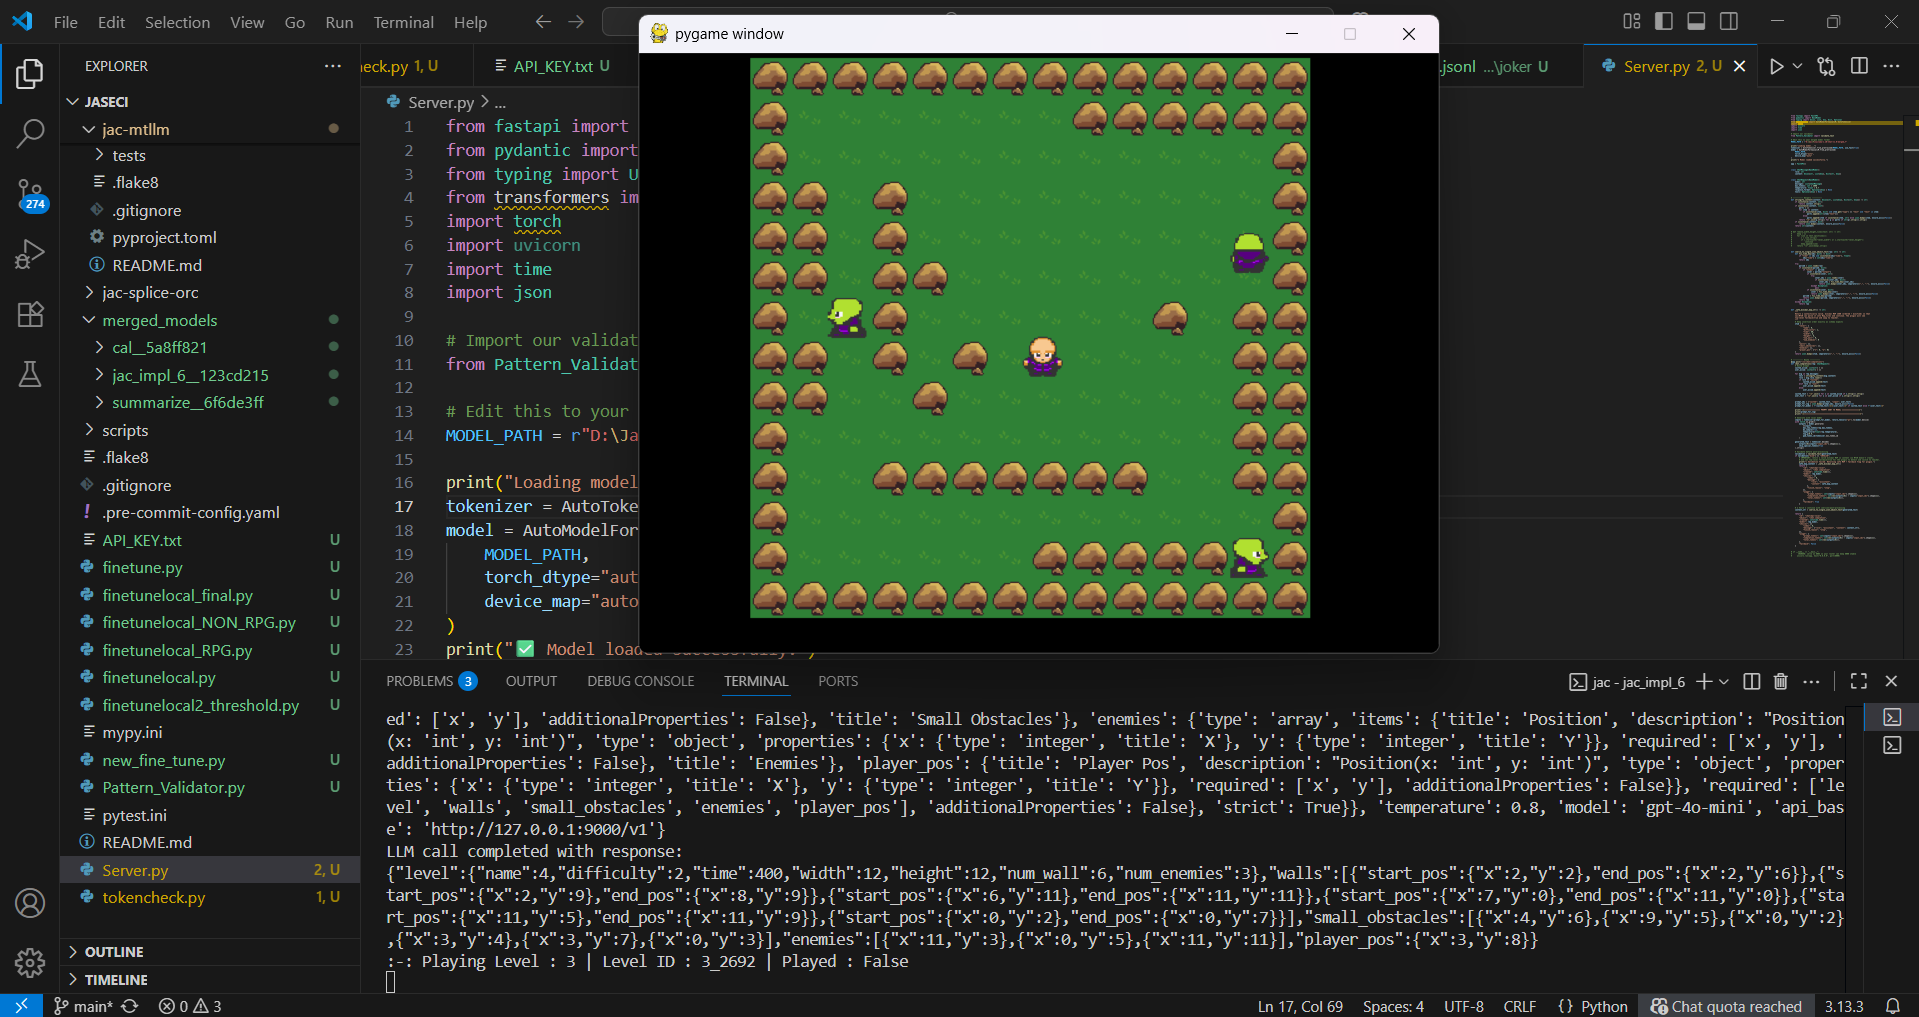 File Edit Selection View Go Run Terminal Help
pygame window
EXPLORER
eck.py 1, U
API_KEY.txt U
.jsonl ...\joker U
Server.py 2, U
JASECI
jac-mtllm
tests
.flake8
.gitignore
pyproject.toml
README.md
jac-splice-orc
merged_models
cal__5a8ff821
jac_impl_6__123cd215
summarize__6f6de3ff
scripts
.flake8
.gitignore
.pre-commit-config.yaml
API_KEY.txt U
finetune.py U
finetunelocal_final.py U
finetunelocal_NON_RPG.py U
finetunelocal_RPG.py U
finetunelocal.py U
finetunelocal2_threshold.py U
mypy.ini
new_fine_tune.py U
Pattern_Validator.py U
pytest.ini
README.md
Server.py 2, U
tokencheck.py 1, U
OUTLINE
TIMELINE
274
Server.py > ...
1 from fastapi import
2 from pydantic import
3 from typing import U
4 from transformers im
5 import torch
6 import uvicorn
7 import time
8 import json
9
10 # Import our validat
11 from Pattern_Validat
12
13 # Edit this to your
14 MODEL_PATH = r"D:\Ja
15
16 print("Loading model
17 tokenizer = AutoToke
18 model = AutoModelFor
19 MODEL_PATH,
20 torch_dtype="aut
21 device_map="auto
22 )
23 print("✅ Model loaded successfully!")
PROBLEMS 3 OUTPUT DEBUG CONSOLE TERMINAL PORTS
jac - jac_impl_6
ed': ['x', 'y'], 'additionalProperties': False}, 'title': 'Small Obstacles'}, 'enemies': {'type': 'array', 'items': {'title': 'Position', 'description': "Position
(x: 'int', y: 'int')", 'type': 'object', 'properties': {'x': {'type': 'integer', 'title': 'X'}, 'y': {'type': 'integer', 'title': 'Y'}}, 'required': ['x', 'y'], '
additionalProperties': False}, 'title': 'Enemies'}, 'player_pos': {'title': 'Player Pos', 'description': "Position(x: 'int', y: 'int')", 'type': 'object', 'proper
ties': {'x': {'type': 'integer', 'title': 'X'}, 'y': {'type': 'integer', 'title': 'Y'}}, 'required': ['x', 'y'], 'additionalProperties': False}}, 'required': ['le
vel', 'walls', 'small_obstacles', 'enemies', 'player_pos'], 'additionalProperties': False}, 'strict': True}}, 'temperature': 0.8, 'model': 'gpt-4o-mini', 'api_bas
e': 'http://127.0.0.1:9000/v1'}
LLM call completed with response:
{"level":{"name":4,"difficulty":2,"time":400,"width":12,"height":12,"num_wall":6,"num_enemies":3},"walls":[{"start_pos":{"x":2,"y":2},"end_pos":{"x":2,"y":6}},{"s
tart_pos":{"x":2,"y":9},"end_pos":{"x":8,"y":9}},{"start_pos":{"x":6,"y":11},"end_pos":{"x":11,"y":11}},{"start_pos":{"x":7,"y":0},"end_pos":{"x":11,"y":0}},{"sta
rt_pos":{"x":11,"y":5},"end_pos":{"x":11,"y":9}},{"start_pos":{"x":0,"y":2},"end_pos":{"x":0,"y":7}}],"small_obstacles":[{"x":4,"y":6},{"x":9,"y":5},{"x":0,"y":2}
,{"x":3,"y":4},{"x":3,"y":7},{"x":0,"y":3}],"enemies":[{"x":11,"y":3},{"x":0,"y":5},{"x":11,"y":11}],"player_pos":{"x":3,"y":8}}
:-: Playing Level : 3 | Level ID : 3_2692 | Played : False
main* 0 3
Ln 17, Col 69 Spaces: 4 UTF-8 CRLF {} Python Chat quota reached 3.13.3